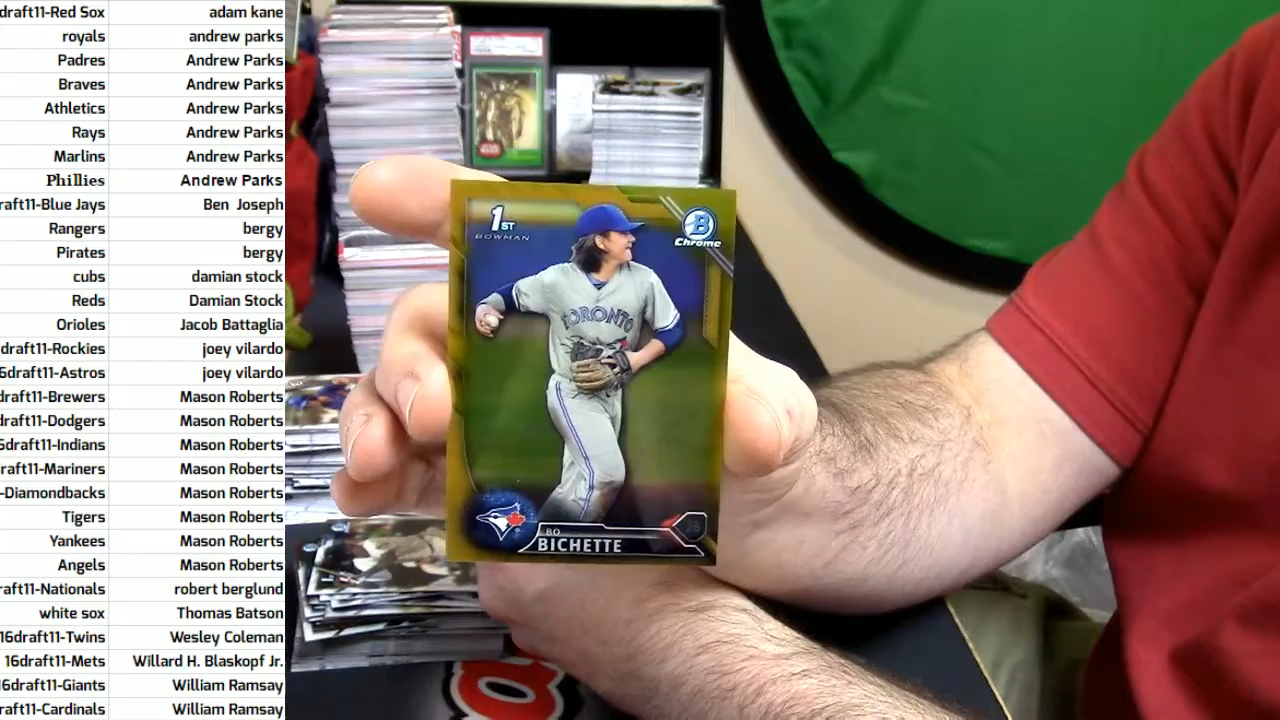 draft11-Red Sox adam kane
royals andrew parks
Padres Andrew Parks
Braves Andrew Parks
Athletics Andrew Parks
Rays Andrew Parks
Marlins Andrew Parks
Phillies Andrew Parks
raft11-Blue Jays Ben Joseph
Rangers bergy
Pirates bergy
cubs damian stock
Reds Damian Stock
Orioles Jacob Battaglia
draft11-Rockies joey vilardo
6draft11-Astros joey vilardo
draft11-Brewers Mason Roberts
draft11-Dodgers Mason Roberts
6draft11-Indians Mason Roberts
raft11-Mariners Mason Roberts
-Diamondbacks Mason Roberts
Tigers Mason Roberts
Yankees Mason Roberts
Angels Mason Roberts
raft11-Nationals robert berglund
white sox Thomas Batson
16draft11-Twins Wesley Coleman
16draft11-Mets Willard H. Blaskopf Jr.
16draft11-Giants William Ramsay
raft11-Cardinals William Ramsay
1ST
BOWMAN
B
Chrome
TORONTO
BO
BICHETTE